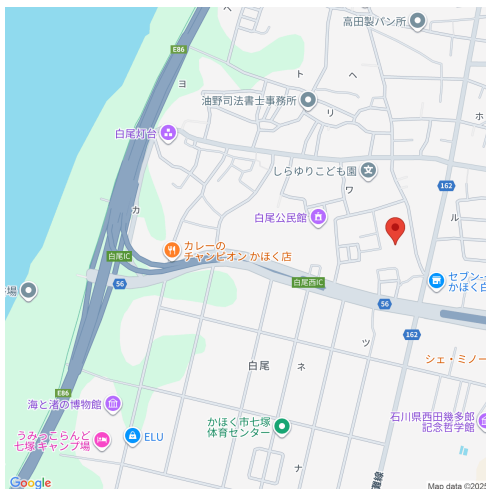 ヘ
高田製パン所
E86
ト
ヘ
ヨ
油野司法書士事務所
リ
ホ
白尾灯台
しらゆりこども園
ワ
162
カ
白尾公民館
ル
カレーの
チャンピオン かほく店
白尾IC
56
白尾西IC
セブン-イ
かほく白
場
56
162
ツ
シェ・ミノー
白尾
ネ
E86
海と渚の博物館
かほく市七塚
体育センター
石川県西田幾多郎
記念哲学館
うみっこらんど
七塚 キャンプ場
ELU
ナ
灘線
Google
Map data ©2025